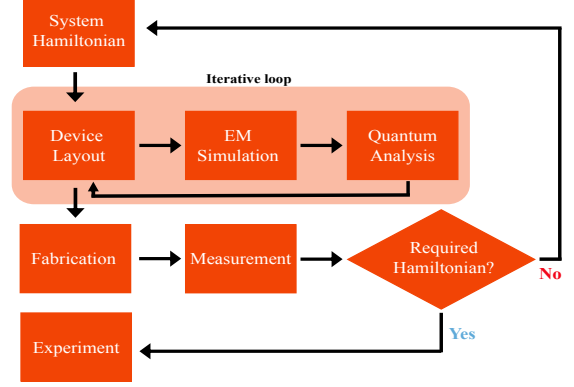 System
Hamiltonian
Iterative loop
Device
Layout
EM
Simulation
Quantum
Analysis
Fabrication
Measurement
Required
Hamiltonian?
No
Yes
Experiment